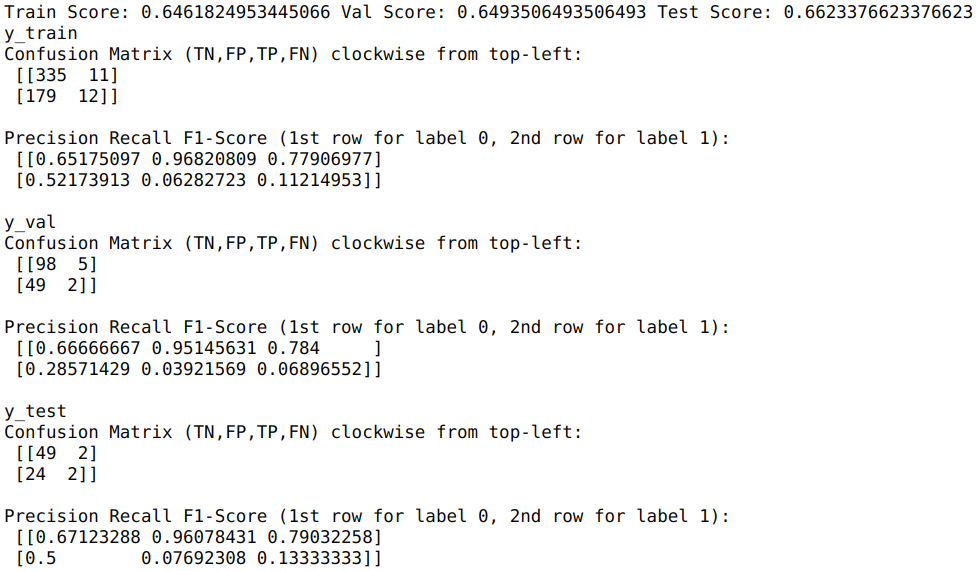 Train Score: 0.6461824953445066 Val Score: 0.6493506493506493 Test Score: 0.6623376623376623
y_train
Confusion Matrix (TN,FP,TP,FN) clockwise from top-left:
[[335 11]
[179 12]]
Precision Recall F1-Score (1st row for label 0, 2nd row for label 1):
[[0.65175097 0.96820809 0.77906977]
[0.52173913 0.06282723 0.11214953]]
y_val
Confusion Matrix (TN,FP,TP,FN) clockwise from top-left:
[[98 5]
[49 2]]
Precision Recall F1-Score (1st row for label 0, 2nd row for label 1):
[[0.66666667 0.95145631 0.784 ]
[0.28571429 0.03921569 0.06896552]]
y_test
Confusion Matrix (TN,FP,TP,FN) clockwise from top-left:
[[49 2]
[24 2]]
Precision Recall F1-Score (1st row for label 0, 2nd row for label 1):
[[0.67123288 0.96078431 0.79032258]
[0.5 0.07692308 0.13333333]]